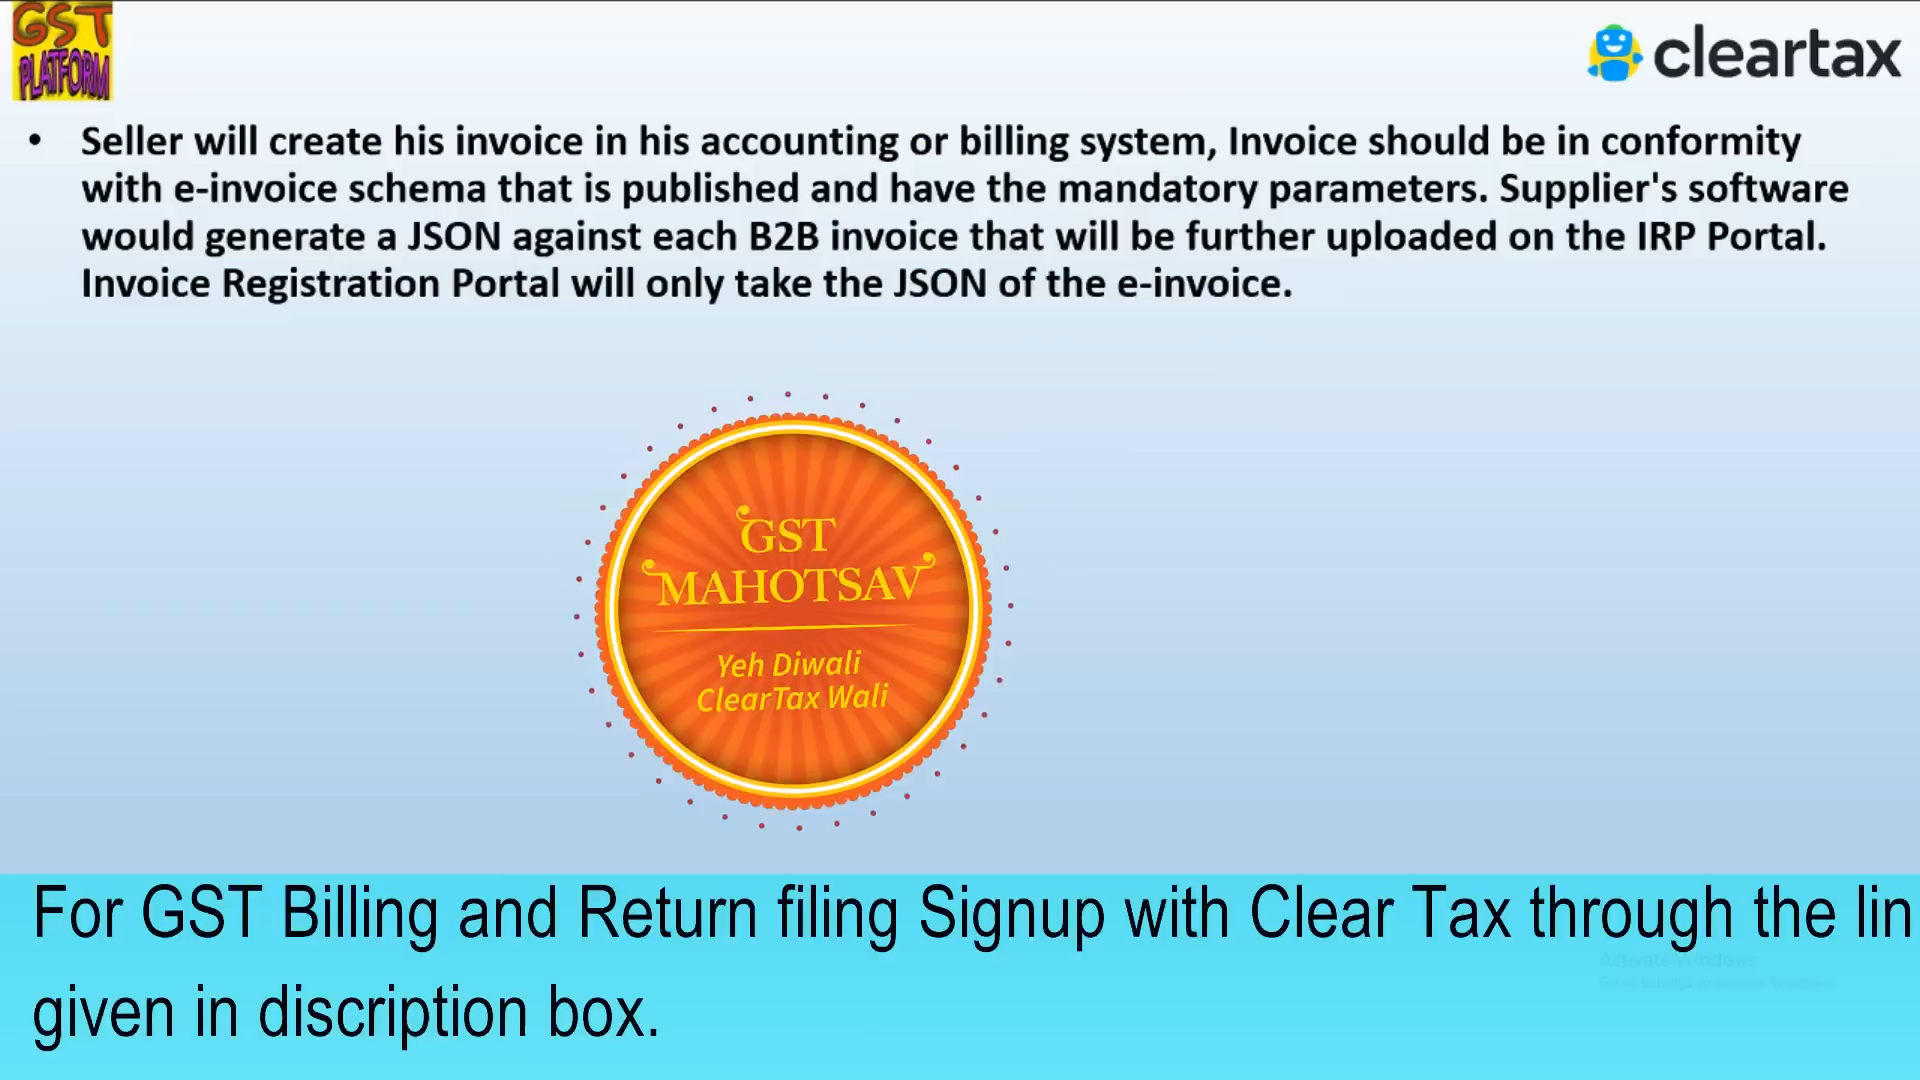 GST
PLATFORM
cleartax
• Seller will create his invoice in his accounting or billing system, Invoice should be in conformity
with e-invoice schema that is published and have the mandatory parameters. Supplier's software
would generate a JSON against each B2B invoice that will be further uploaded on the IRP Portal.
Invoice Registration Portal will only take the JSON of the e-invoice.
GST
MAHOTSAV
Yeh Diwali
ClearTax Wali
For GST Billing and Return filing Signup with Clear Tax through the lin
given in discription box.
Activate Windows